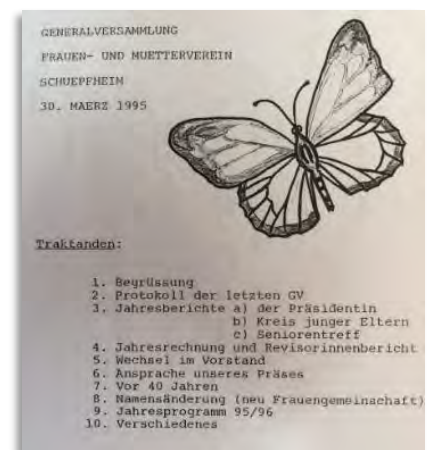 GENERALVERSAMMLUNG
FRAUEN- UND MUETTERVEREIN
SCHUEPFHEIM
30. MAERZ 1995
Traktanden:
1. Begrüssung
2. Protokoll der letzten GV
3. Jahresberichte a) der Präsidentin
b) Kreis junger Eltern
c) Seniorentreff
4. Jahresrechnung und Revisorinnenbericht
5. Wechsel im Vorstand
6. Ansprache unseres Präses
7. Vor 40 Jahren
8. Namensänderung (neu Frauengemeinschaft)
9. Jahresprogramm 95/96
10. Verschiedenes